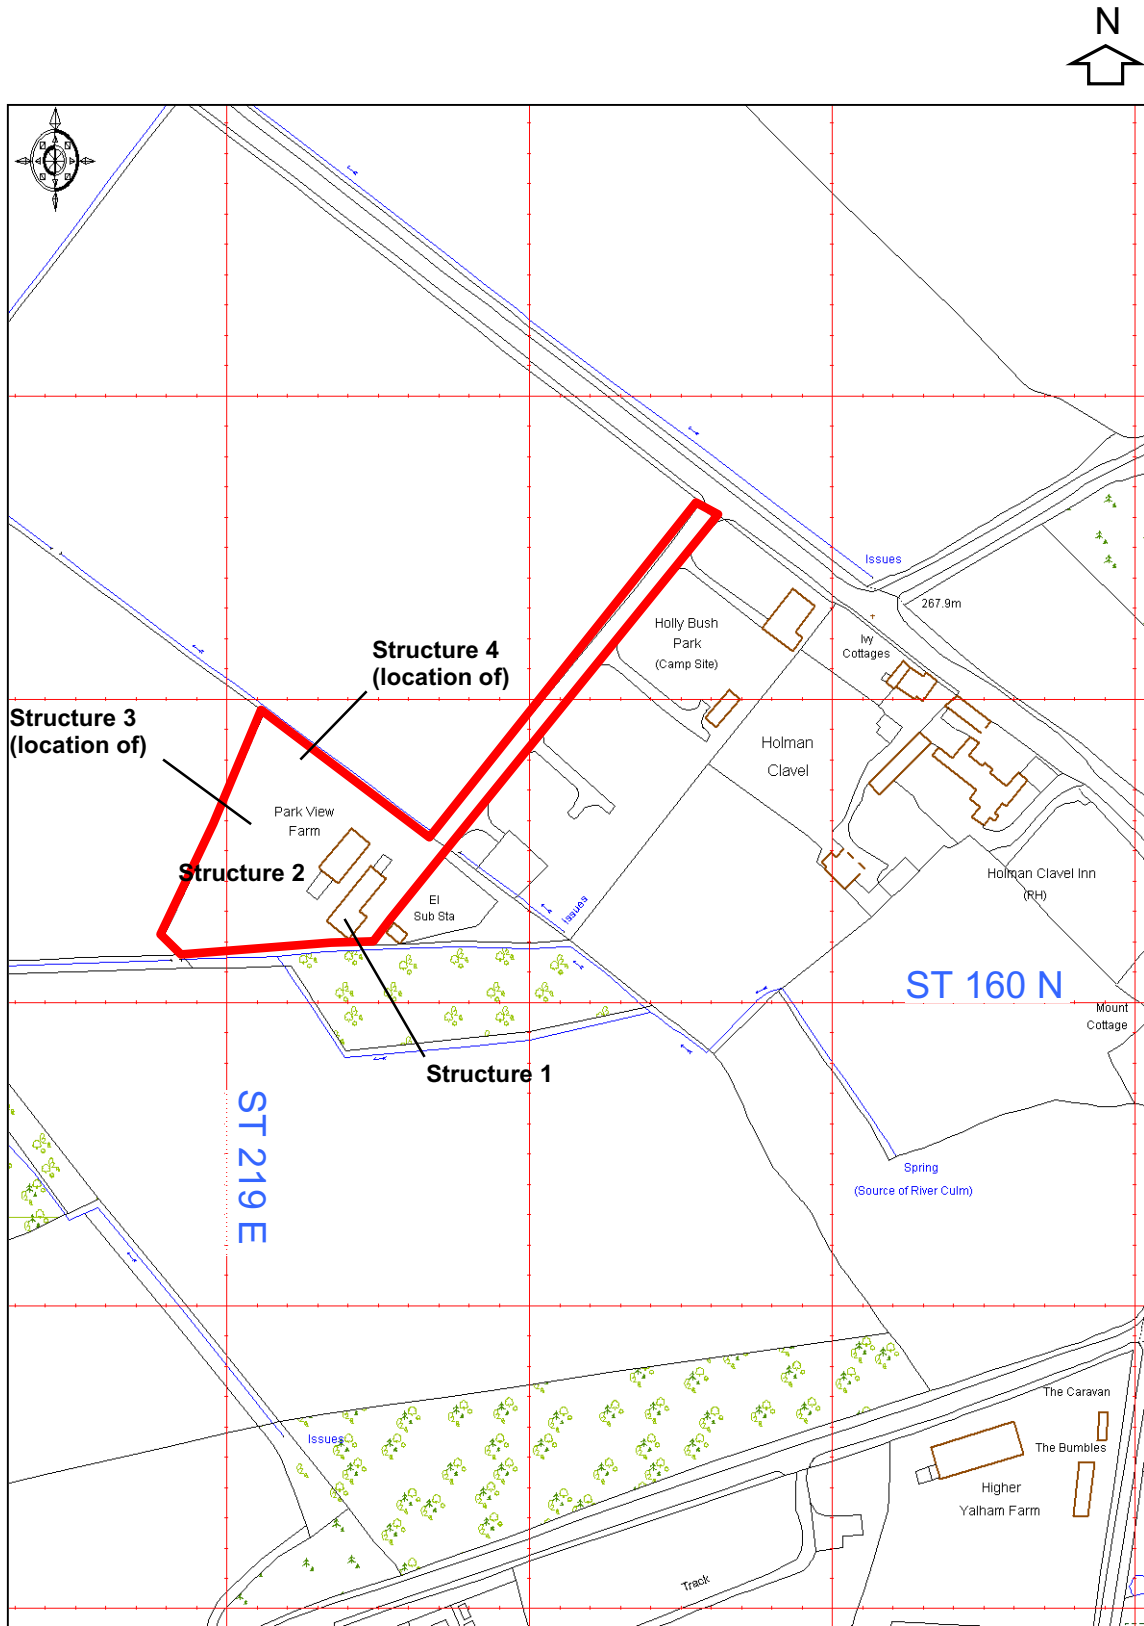 N
Issues
267.9m
Holly Bush
Park
(Camp Site)
Ivy
Cottages
Structure 4
(location of)
Structure 3
(location of)
Holman
Clavel
Park View
Farm
Structure 2
El
Sub Sta
Issues
Holman Clavel Inn
(PH)
ST 160 N
Mount
Cottage
Structure 1
ST 219 E
Spring
(Source of River Culm)
The Caravan
The Bumbles
Issues
Higher
Yalham Farm
Track